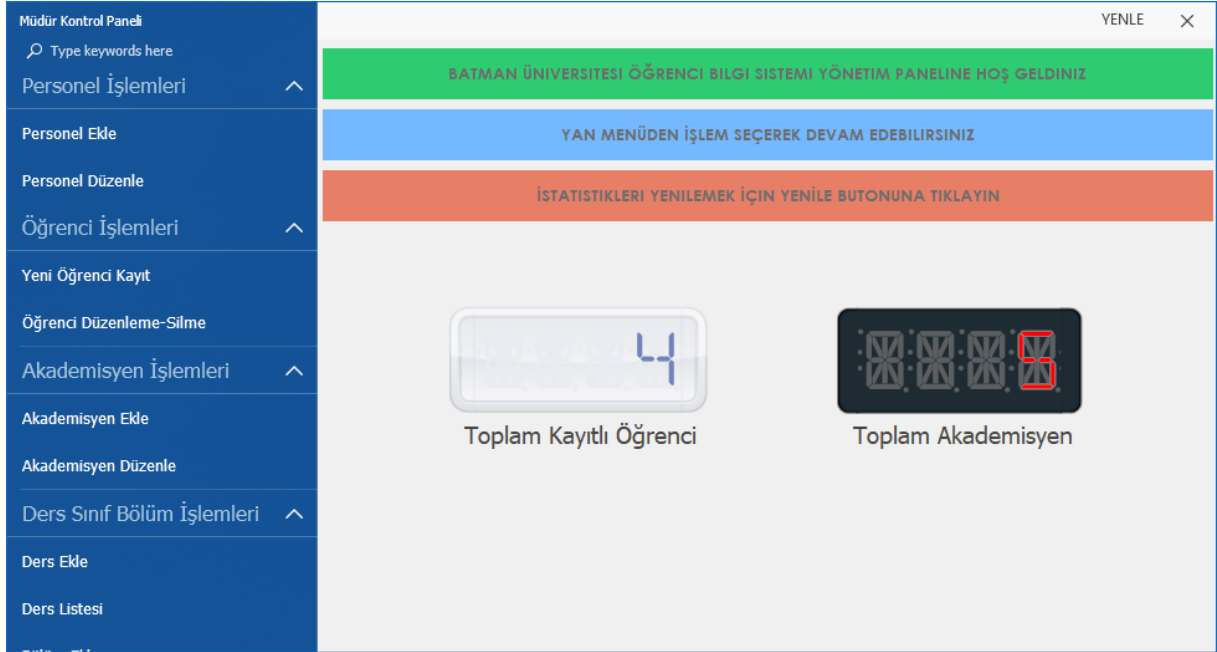 Müdür Kontrol Paneli
Type keywords here
Personel İşlemleri
Personel Ekle
Personel Düzenle
Öğrenci İşlemleri
Yeni Öğrenci Kayıt
Öğrenci Düzenleme-Silme
Akademisyen İşlemleri
Akademisyen Ekle
Akademisyen Düzenle
Ders Sınıf Bölüm İşlemleri
Ders Ekle
Ders Listesi
YENLE
BATMAN ÜNIVERSITESI ÖĞRENCI BILGI SISTEMI YÖNETIM PANELINE HOŞ GELDINIZ
YAN MENÜDEN İŞLEM SEÇEREK DEVAM EDEBILIRSINIZ
İSTATISTIKLERI YENILEMEK İÇIN YENİLE BUTONUNA TIKLAYIN
4
Toplam Kayıtlı Öğrenci
5
Toplam Akademisyen